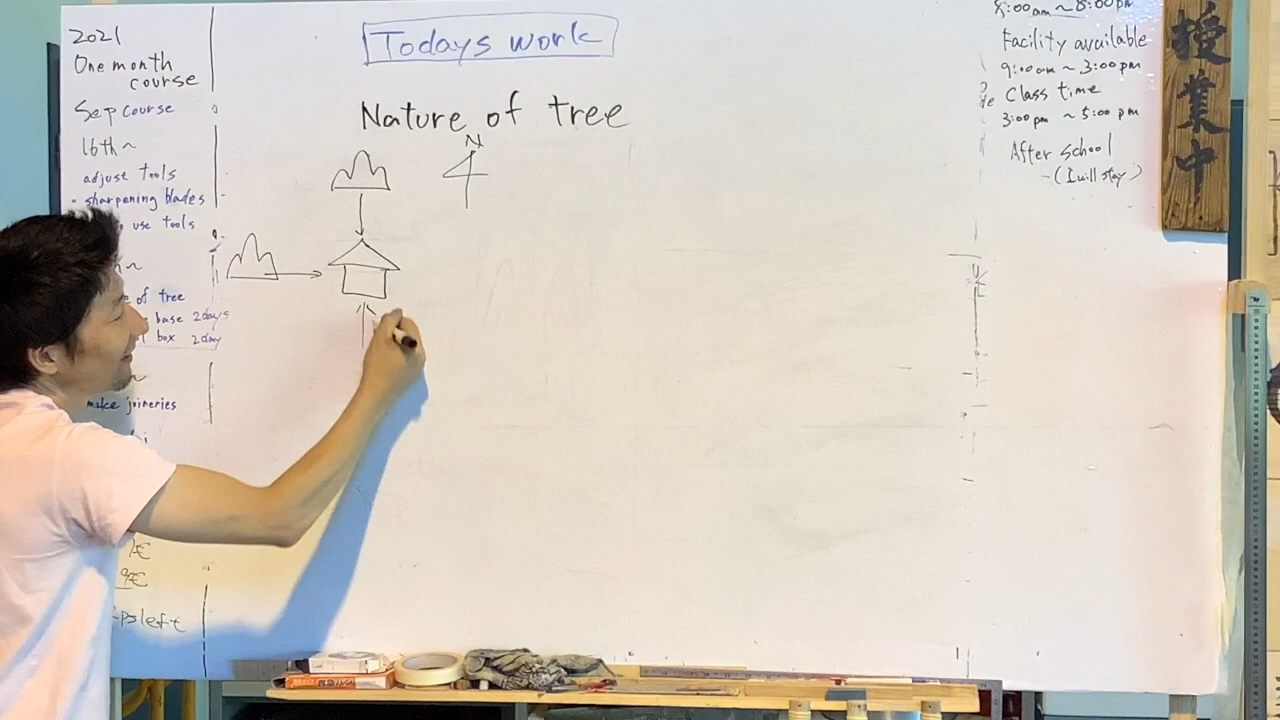 2021
One month
course
Sep course
16th ~
adjust tools
• sharpening blades
use tools
~
of tree
base 2days
box 2day
make joineries
psleft
Todays work
Nature of tree
N
8:00am ~ 8:00pm
Facility available
9:00am ~ 3:00pm
Class time
3:00pm ~ 5:00pm
After school
(I will stay)
授業中